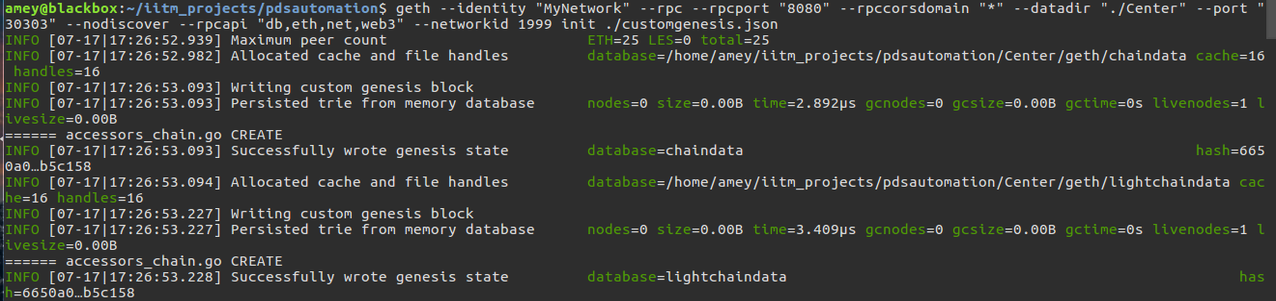 amey@blackbox:~/iitm_projects/pdsautomation$ geth --identity "MyNetwork" --rpc --rpcport "8080" --rpccorsdomain "*" --datadir "./Center" --port "
30303" --nodiscover --rpcapi "db,eth,net,web3" --networkid 1999 init ./customgenesis.json
INFO [07-17|17:26:52.939] Maximum peer count                       ETH=25 LES=0 total=25
INFO [07-17|17:26:52.982] Allocated cache and file handles         database=/home/amey/iitm_projects/pdsautomation/Center/geth/chaindata cache=16
 handles=16
INFO [07-17|17:26:53.093] Writing custom genesis block
INFO [07-17|17:26:53.093] Persisted trie from memory database      nodes=0 size=0.00B time=2.892µs gcnodes=0 gcsize=0.00B gctime=0s livenodes=1 l
ivesize=0.00B
====== accessors_chain.go CREATE
INFO [07-17|17:26:53.093] Successfully wrote genesis state         database=chaindata                                                        hash=665
0a0…b5c158
INFO [07-17|17:26:53.094] Allocated cache and file handles         database=/home/amey/iitm_projects/pdsautomation/Center/geth/lightchaindata cac
he=16 handles=16
INFO [07-17|17:26:53.227] Writing custom genesis block
INFO [07-17|17:26:53.227] Persisted trie from memory database      nodes=0 size=0.00B time=3.409µs gcnodes=0 gcsize=0.00B gctime=0s livenodes=1 l
ivesize=0.00B
====== accessors_chain.go CREATE
INFO [07-17|17:26:53.228] Successfully wrote genesis state         database=lightchaindata                                                        has
h=6650a0…b5c158